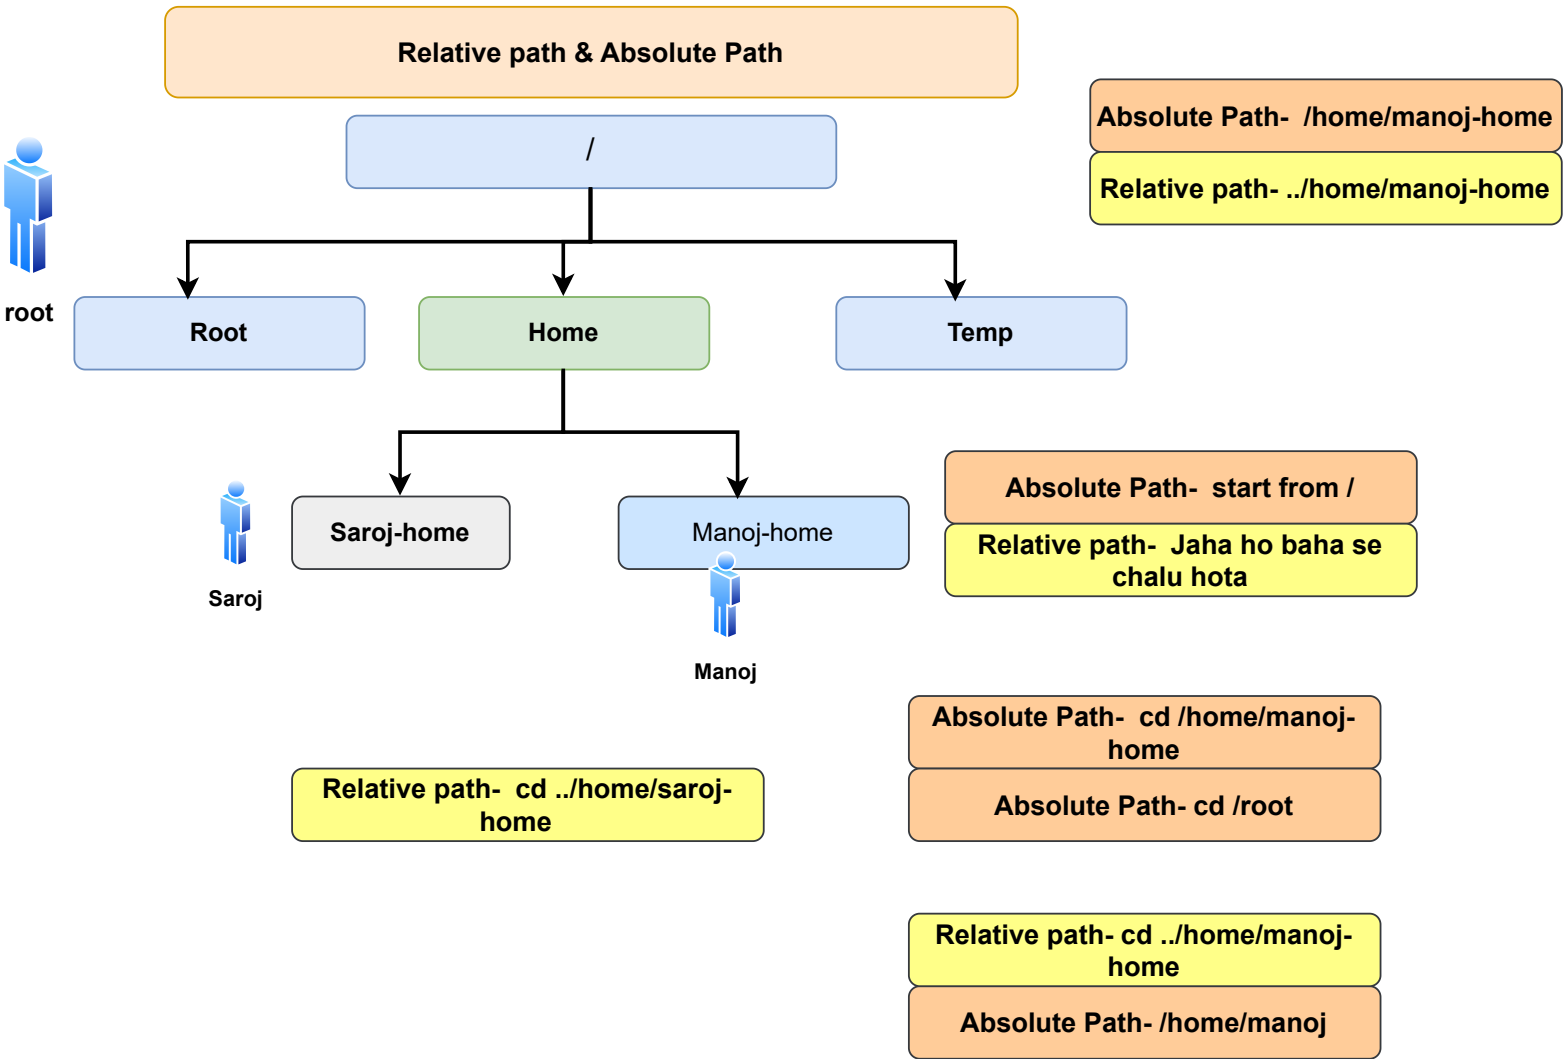 Relative path & Absolute Path
Absolute Path-  /home/manoj-home
Relative path- ../home/manoj-home
/
root
Root
Home
Temp
Saroj-home
Manoj-home
Saroj
Manoj
Absolute Path-  start from /
Relative path-  Jaha ho baha se
chalu hota
Absolute Path-  cd /home/manoj-
home
Absolute Path- cd /root
Relative path-  cd ../home/saroj-
home
Relative path- cd ../home/manoj-
home
Absolute Path- /home/manoj